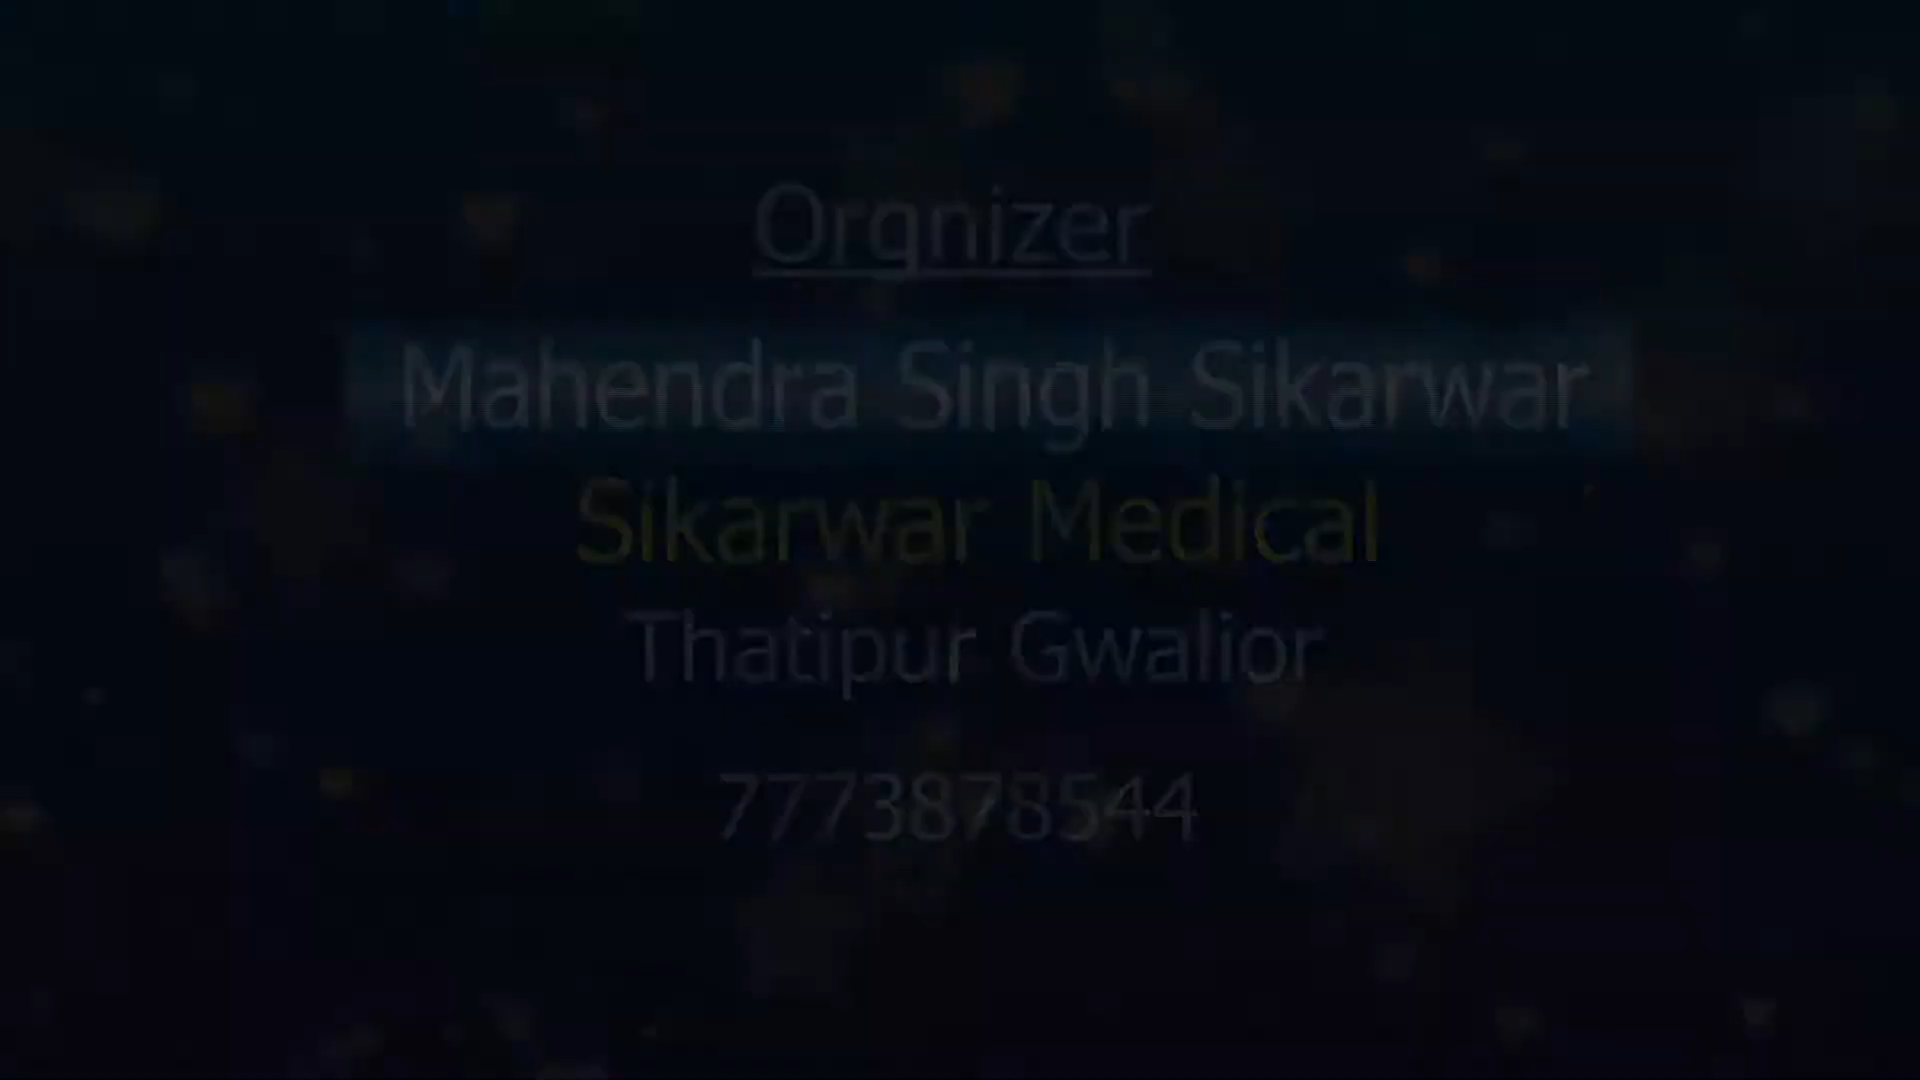 Orgnizer
Mahendra Singh Sikarwar
Sikarwar Medical
Thatipur Gwalior
7773878544